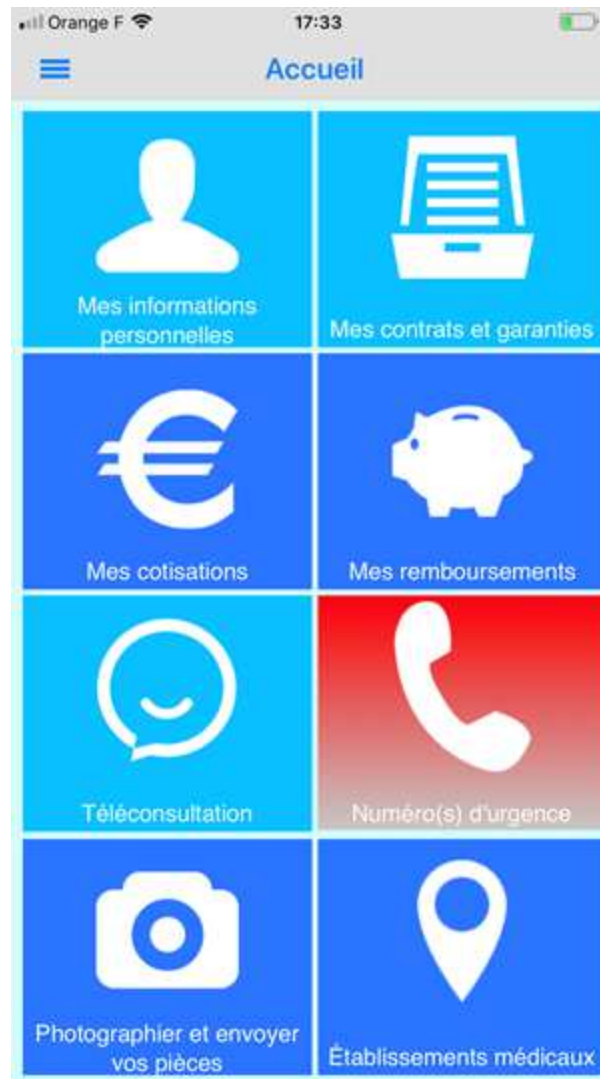 Orange F 17:33
Accueil
Mes informations
personnelles
Mes contrats et garanties
Mes cotisations
Mes remboursements
Téléconsultation
Numéro(s) d'urgence
Photographier et envoyer
vos pièces
Établissements médicaux